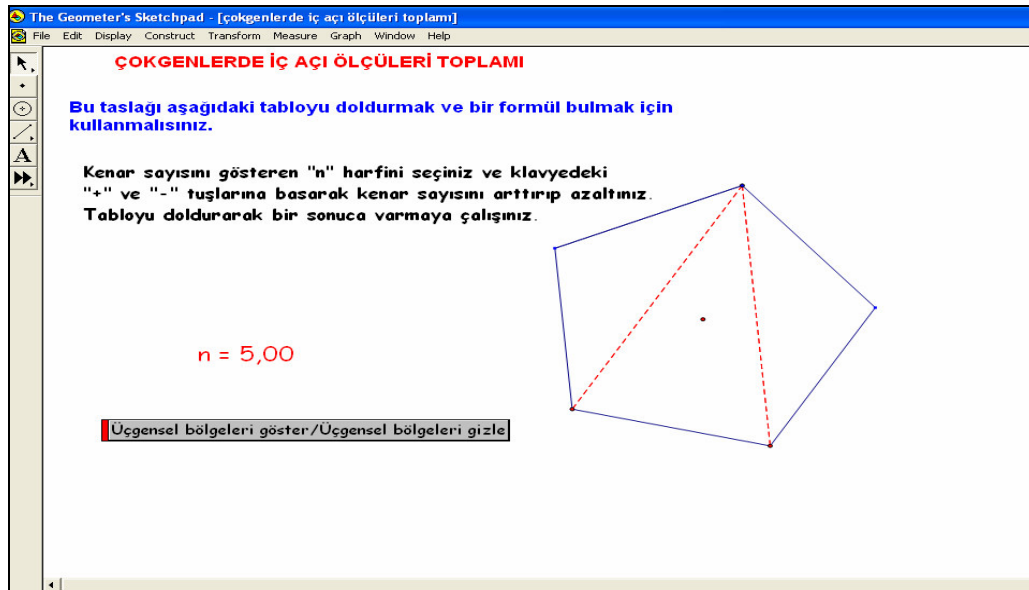 The Geometer's Sketchpad - [çokgenlerde iç açı ölçüleri toplamı]
File Edit Display Construct Transform Measure Graph Window Help
ÇOKGENLERDE İÇ AÇI ÖLÇÜLERİ TOPLAMI
Bu taslağı aşağıdaki tabloyu doldurmak ve bir formül bulmak için
kullanmalısınız.
Kenar sayısını gösteren "n" harfini seçiniz ve klavyedeki
"+" ve "-" tuşlarına basarak kenar sayısını arttırıp azaltınız.
Tabloyu doldurarak bir sonuca varmaya çalışınız.
n = 5,00
Üçgensel bölgeleri göster/Üçgensel bölgeleri gizle
A